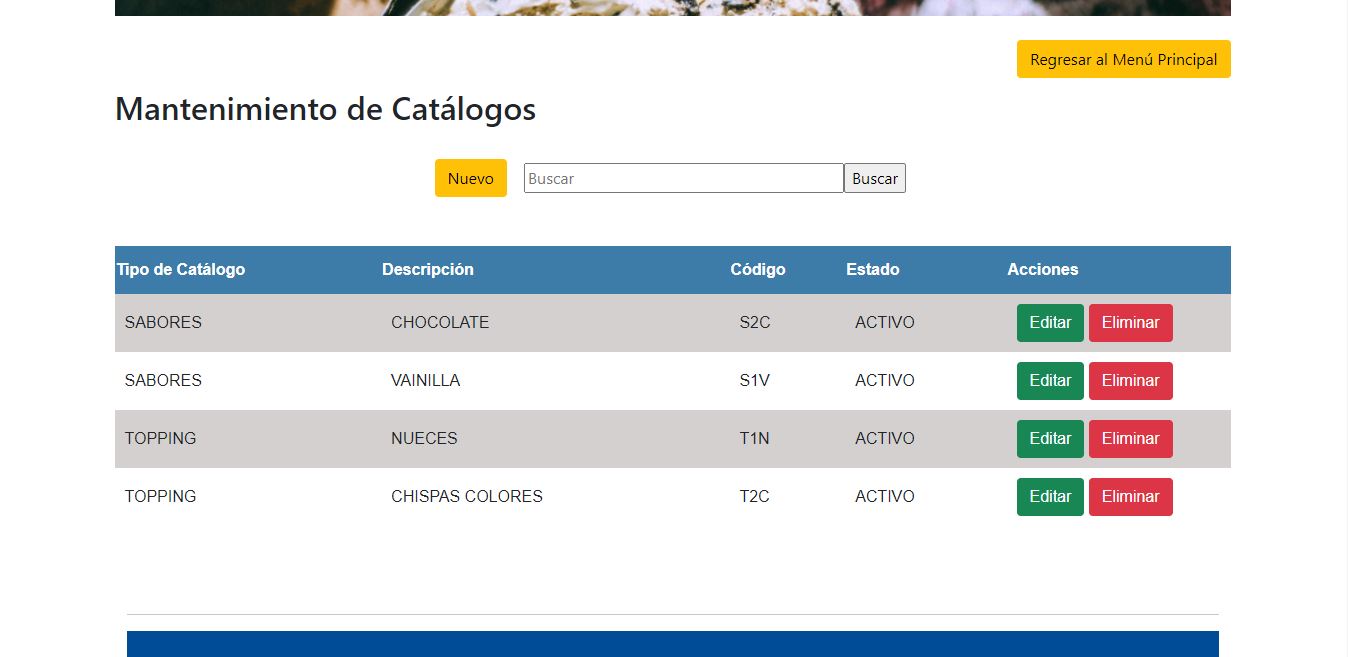 Regresar al Menú Principal
Mantenimiento de Catálogos
Nuevo Buscar Buscar
Tipo de Catálogo Descripción Código Estado Acciones
SABORES CHOCOLATE S2C ACTIVO Editar Eliminar
SABORES VAINILLA S1V ACTIVO Editar Eliminar
TOPPING NUECES T1N ACTIVO Editar Eliminar
TOPPING CHISPAS COLORES T2C ACTIVO Editar Eliminar